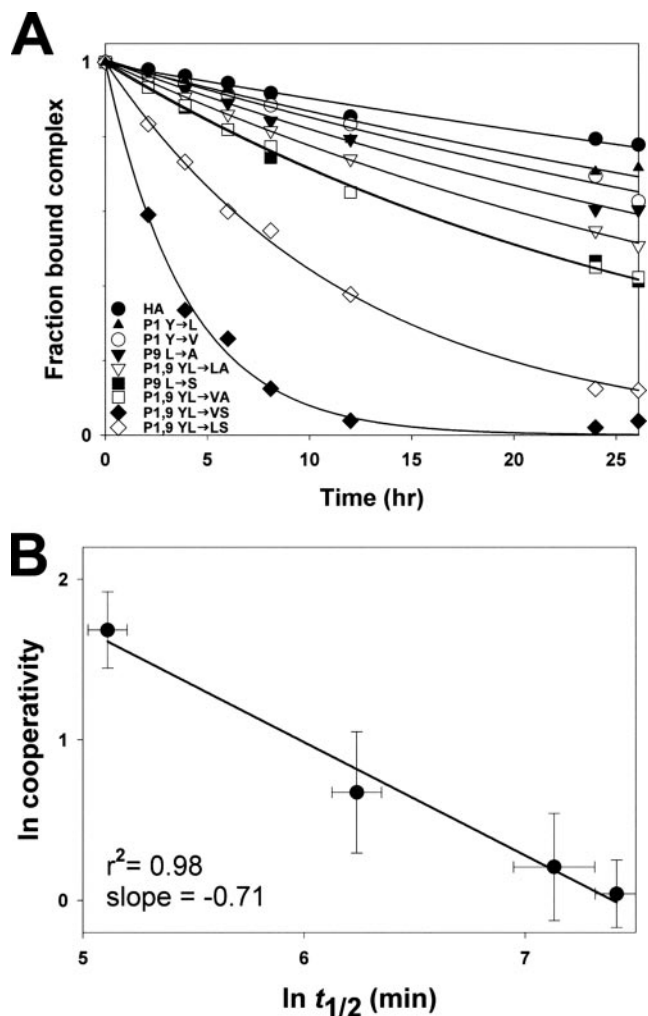 A
Fraction bound complex
1
0
HA
P1 Y→L
P1 Y→V
P9 L→A
P1,9 YL→LA
P9 L→S
P1,9 YL→VA
P1,9 YL→VS
P1,9 YL→LS
0 5 10 15 20 25
Time (hr)
B
ln cooperativity
2
1
0
r²= 0.98
slope = -0.71
5 6 7
ln t1/2 (min)